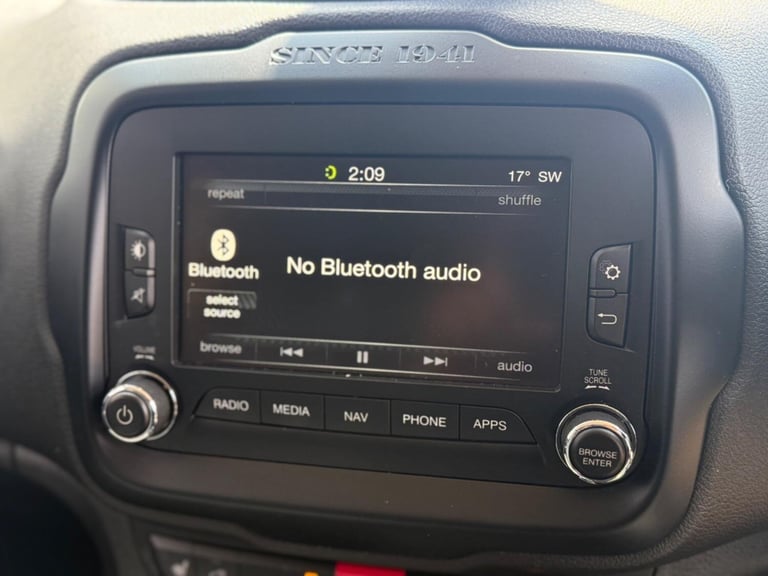 SINCE 1941
2:09
17° SW
repeat
shuffle
Bluetooth
No Bluetooth audio
select
source
browse
audio
VOLUME
TUNE
SCROLL
RADIO
MEDIA
NAV
PHONE
APPS
BROWSE
ENTER